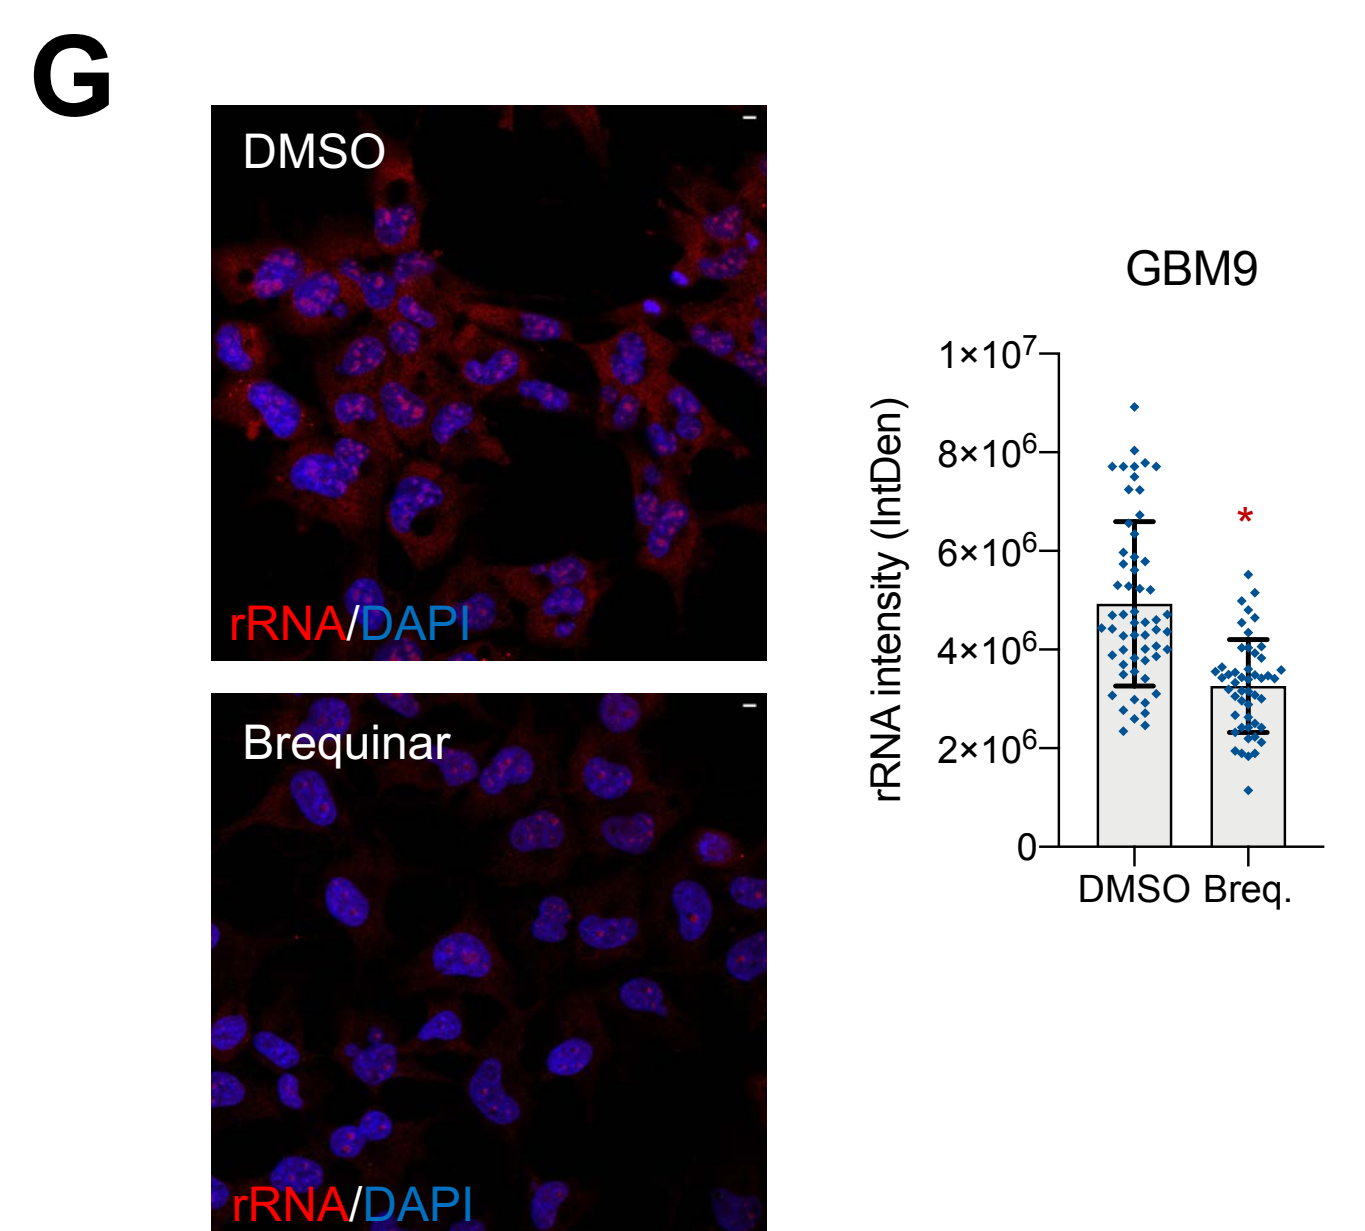 G
DMSO
rRNA/DAPI
Brequinar
rRNA/DAPI
GBM9
rRNA intensity (IntDen)
1×10⁷
8×10⁶
6×10⁶
4×10⁶
2×10⁶
0
*
DMSO Breq.